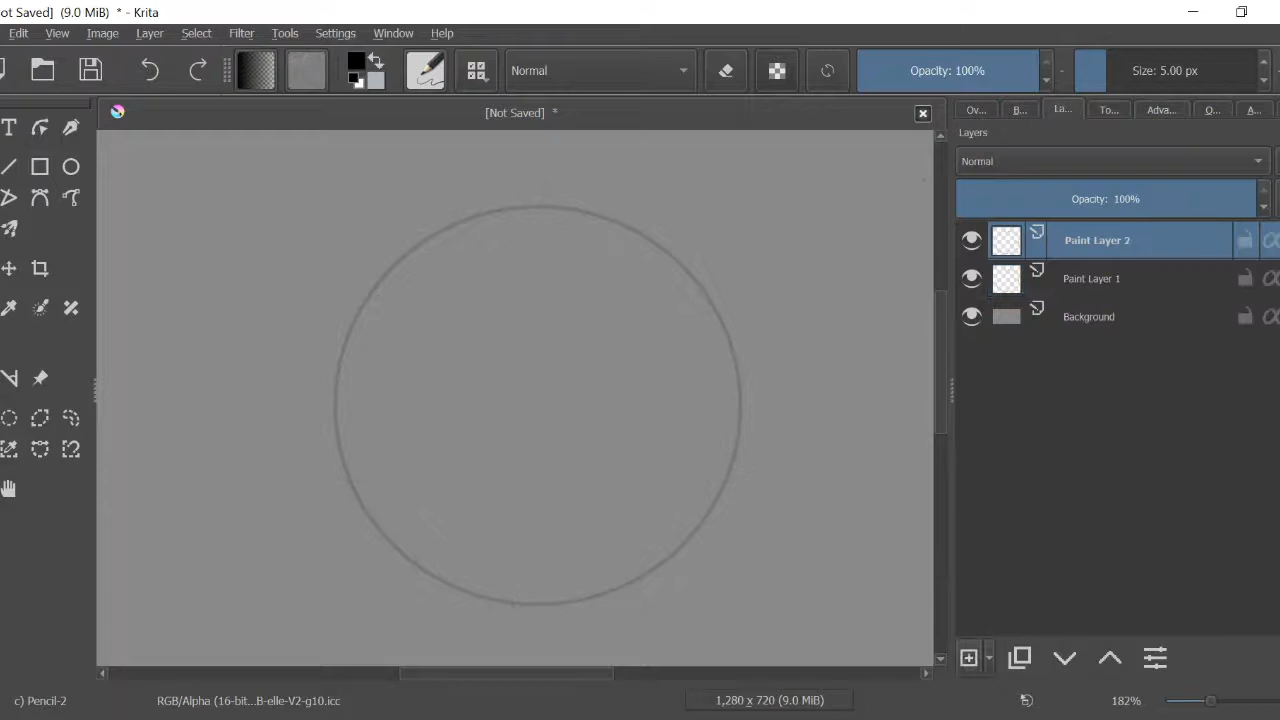 ot Saved] (9.0 MiB) * - Krita
Edit View Image Layer Select Filter Tools Settings Window Help
Normal
Opacity: 100%
Size: 5.00 px
[Not Saved] *
Ov... B... La... To... Adva... O... A...
Layers
Normal
Opacity: 100%
Paint Layer 2
Paint Layer 1
Background
c) Pencil-2
RGB/Alpha (16-bit...B-elle-V2-g10.icc
1,280 x 720 (9.0 MiB)
182%